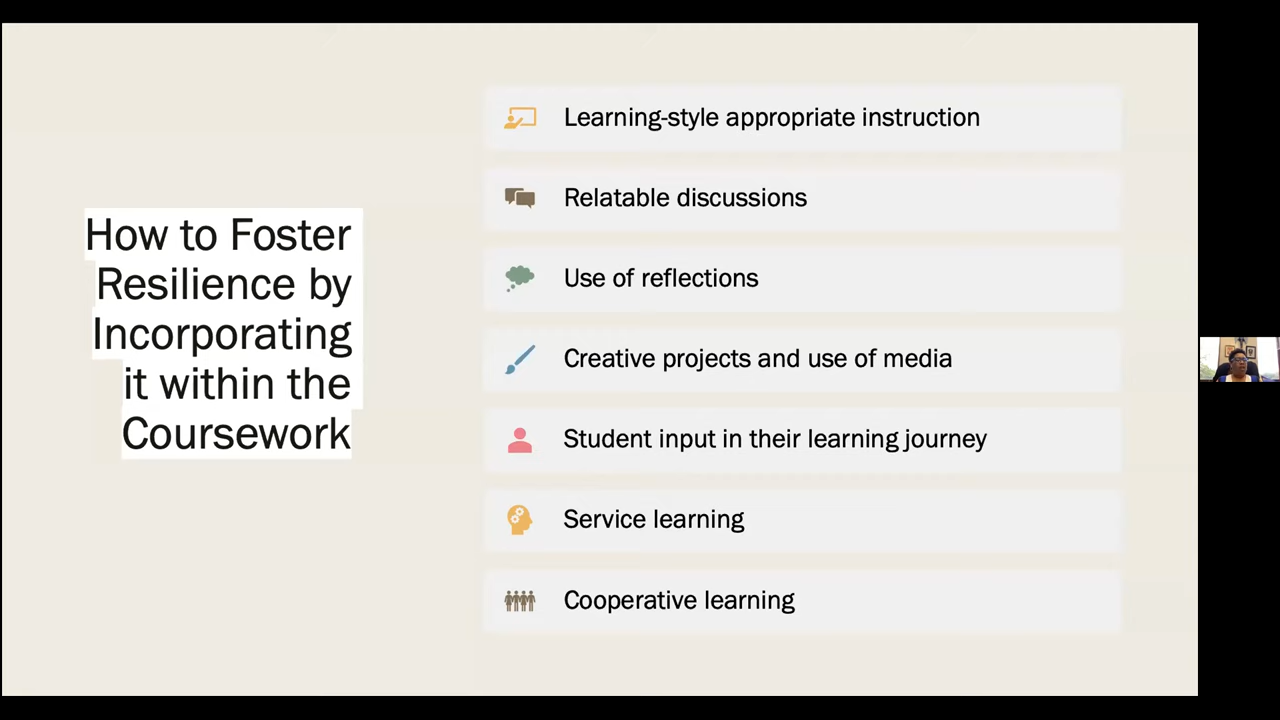 How to Foster
Resilience by
Incorporating
it within the
Coursework
Learning-style appropriate instruction
Relatable discussions
Use of reflections
Creative projects and use of media
Student input in their learning journey
Service learning
Cooperative learning